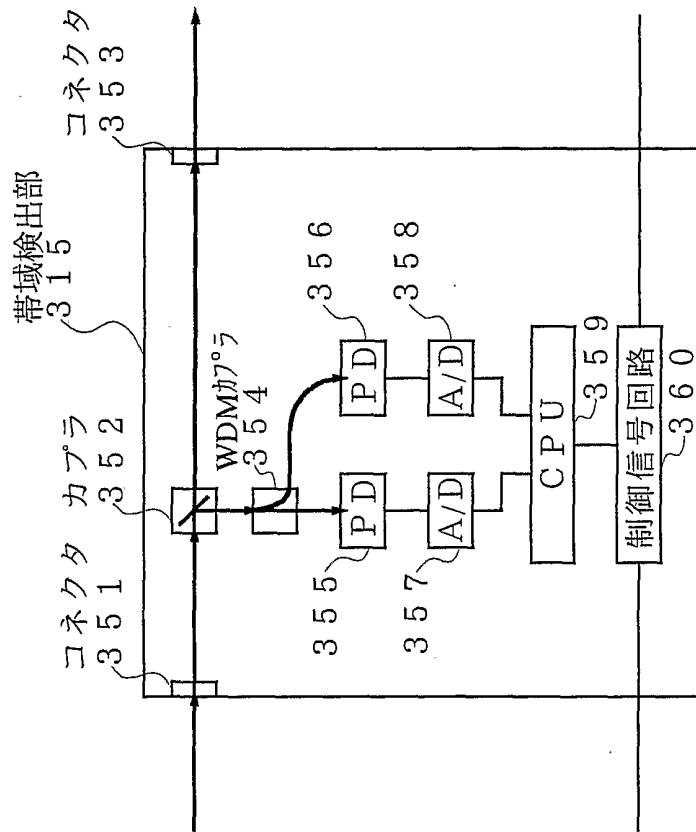 帯域検出部
315
コネクタ
351
カプラ
352
コネクタ
353
WDMカプラ
354
PD
355
PD
356
A/D
357
A/D
358
CPU
359
制御信号回路
360